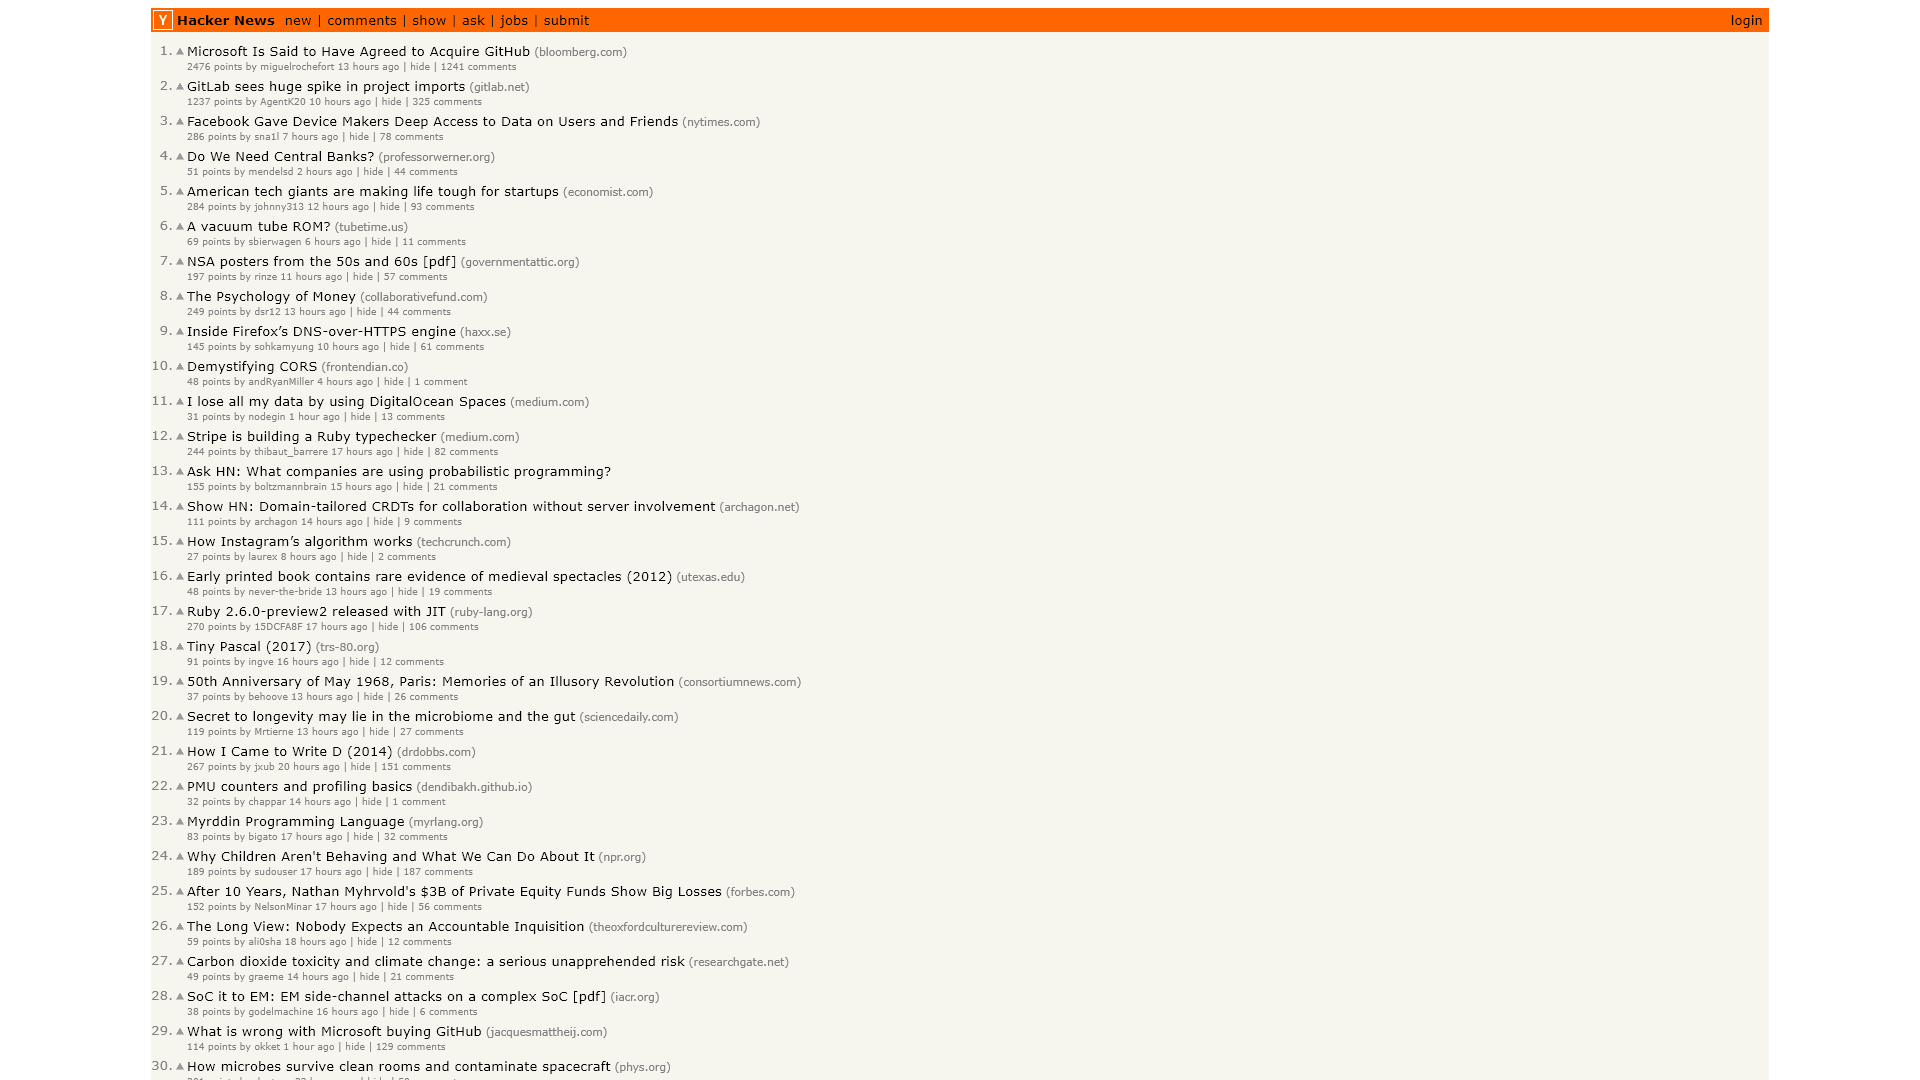 Y Hacker News new | comments | show | ask | jobs | submit login
1. Microsoft Is Said to Have Agreed to Acquire GitHub (bloomberg.com)
2476 points by miguelrochefort 13 hours ago | hide | 1241 comments
2. GitLab sees huge spike in project imports (gitlab.net)
1237 points by AgentK20 10 hours ago | hide | 325 comments
3. Facebook Gave Device Makers Deep Access to Data on Users and Friends (nytimes.com)
286 points by sna1l 7 hours ago | hide | 78 comments
4. Do We Need Central Banks? (professorwerner.org)
51 points by mendelsd 2 hours ago | hide | 44 comments
5. American tech giants are making life tough for startups (economist.com)
284 points by johnny313 12 hours ago | hide | 93 comments
6. A vacuum tube ROM? (tubetime.us)
69 points by sbierwagen 6 hours ago | hide | 11 comments
7. NSA posters from the 50s and 60s [pdf] (governmentattic.org)
197 points by rinze 11 hours ago | hide | 57 comments
8. The Psychology of Money (collaborativefund.com)
249 points by dsr12 13 hours ago | hide | 44 comments
9. Inside Firefox’s DNS-over-HTTPS engine (haxx.se)
145 points by sohkamyung 10 hours ago | hide | 61 comments
10. Demystifying CORS (frontendian.co)
48 points by andRyanMiller 4 hours ago | hide | 1 comment
11. I lose all my data by using DigitalOcean Spaces (medium.com)
31 points by nodegin 1 hour ago | hide | 13 comments
12. Stripe is building a Ruby typechecker (medium.com)
244 points by thibaut_barrere 17 hours ago | hide | 82 comments
13. Ask HN: What companies are using probabilistic programming?
155 points by boltzmannbrain 15 hours ago | hide | 21 comments
14. Show HN: Domain-tailored CRDTs for collaboration without server involvement (archagon.net)
111 points by archagon 14 hours ago | hide | 9 comments
15. How Instagram’s algorithm works (techcrunch.com)
27 points by laurex 8 hours ago | hide | 2 comments
16. Early printed book contains rare evidence of medieval spectacles (2012) (utexas.edu)
48 points by never-the-bride 13 hours ago | hide | 19 comments
17. Ruby 2.6.0-preview2 released with JIT (ruby-lang.org)
270 points by 15DCFA8F 17 hours ago | hide | 106 comments
18. Tiny Pascal (2017) (trs-80.org)
91 points by ingve 16 hours ago | hide | 12 comments
19. 50th Anniversary of May 1968, Paris: Memories of an Illusory Revolution (consortiumnews.com)
37 points by behoove 13 hours ago | hide | 26 comments
20. Secret to longevity may lie in the microbiome and the gut (sciencedaily.com)
119 points by Mrtierne 13 hours ago | hide | 27 comments
21. How I Came to Write D (2014) (drdobbs.com)
267 points by jxub 20 hours ago | hide | 151 comments
22. PMU counters and profiling basics (dendibakh.github.io)
32 points by chappar 14 hours ago | hide | 1 comment
23. Myrddin Programming Language (myrlang.org)
83 points by bigato 17 hours ago | hide | 32 comments
24. Why Children Aren't Behaving and What We Can Do About It (npr.org)
189 points by sudouser 17 hours ago | hide | 187 comments
25. After 10 Years, Nathan Myhrvold's $3B of Private Equity Funds Show Big Losses (forbes.com)
152 points by NelsonMinar 17 hours ago | hide | 56 comments
26. The Long View: Nobody Expects an Accountable Inquisition (theoxfordculturereview.com)
59 points by ali0sha 18 hours ago | hide | 12 comments
27. Carbon dioxide toxicity and climate change: a serious unapprehended risk (researchgate.net)
49 points by graeme 14 hours ago | hide | 21 comments
28. SoC it to EM: EM side-channel attacks on a complex SoC [pdf] (iacr.org)
38 points by godelmachine 16 hours ago | hide | 6 comments
29. What is wrong with Microsoft buying GitHub (jacquesmattheij.com)
114 points by okket 1 hour ago | hide | 129 comments
30. How microbes survive clean rooms and contaminate spacecraft (phys.org)